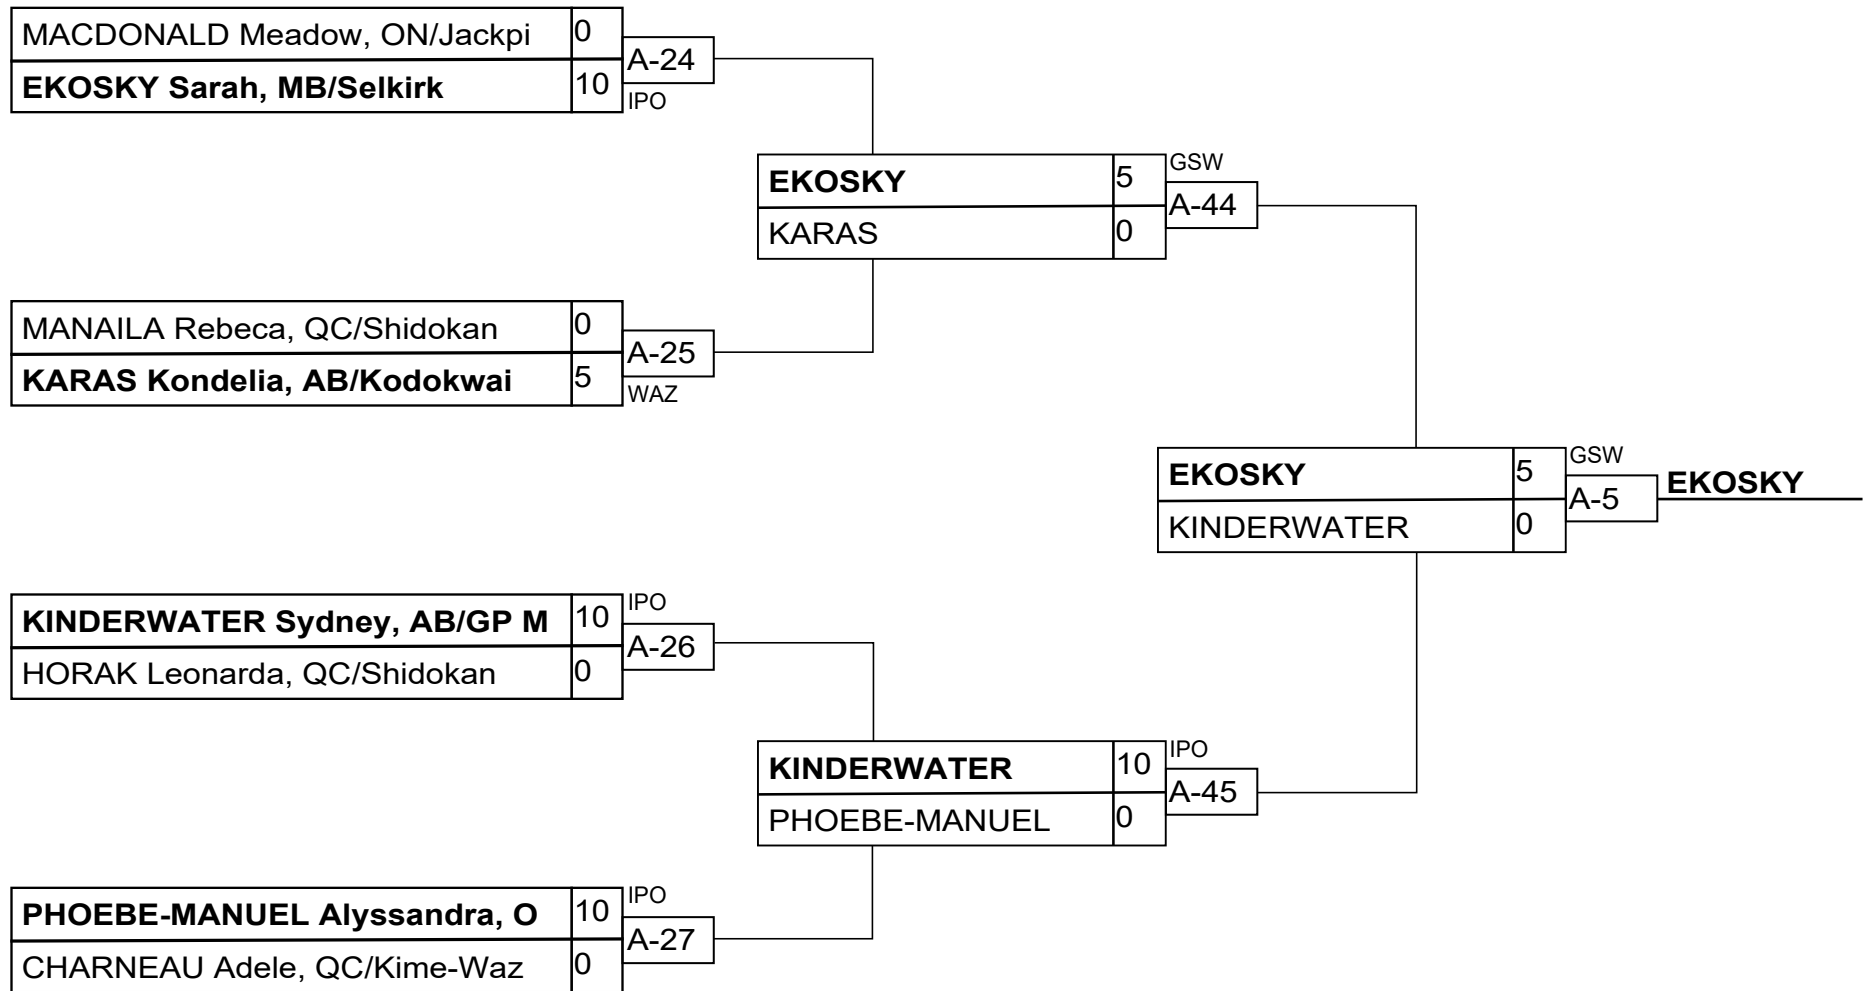 MACDONALD Meadow, ON/Jackpi 0
A-24
EKOSKY Sarah, MB/Selkirk 10
IPO
EKOSKY 5
GSW
A-44
KARAS 0
MANAILA Rebeca, QC/Shidokan 0
A-25
KARAS Kondelia, AB/Kodokwai 5
WAZ
EKOSKY 5
GSW
A-5
EKOSKY
KINDERWATER 0
KINDERWATER Sydney, AB/GP M 10
IPO
A-26
HORAK Leonarda, QC/Shidokan 0
KINDERWATER 10
IPO
A-45
PHOEBE-MANUEL 0
PHOEBE-MANUEL Alyssandra, O 10
IPO
A-27
CHARNEAU Adele, QC/Kime-Waz 0